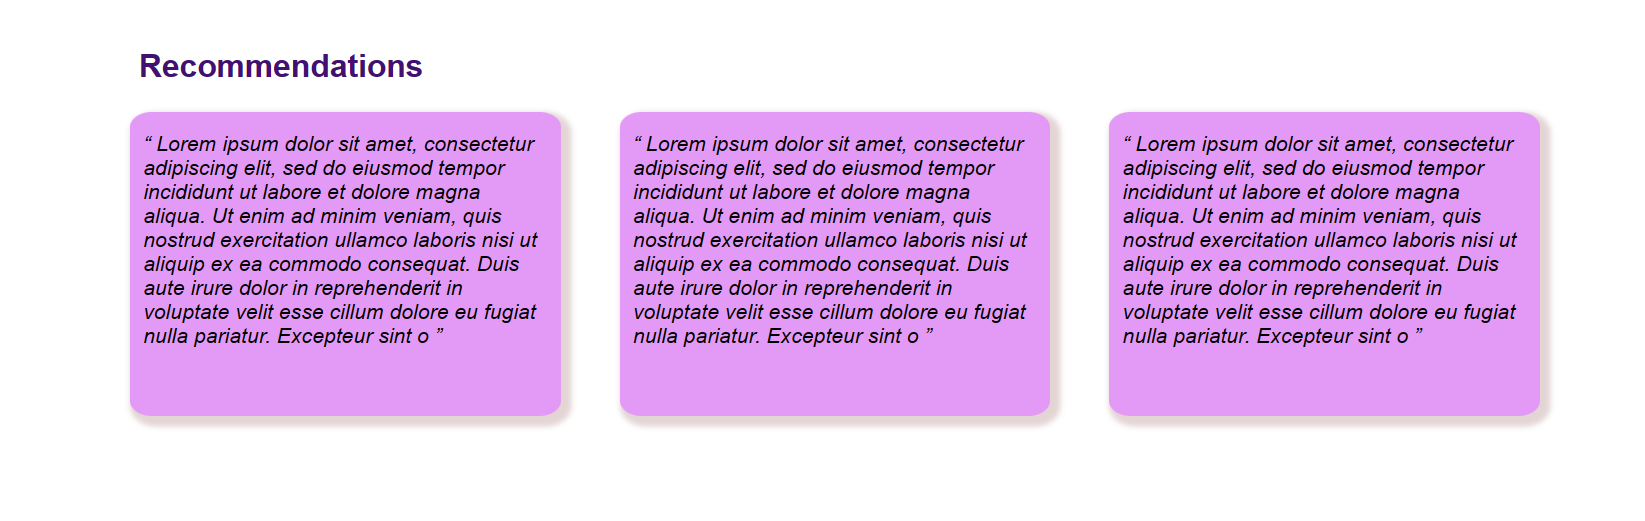 Recommendations
“ Lorem ipsum dolor sit amet, consectetur
adipiscing elit, sed do eiusmod tempor
incididunt ut labore et dolore magna
aliqua. Ut enim ad minim veniam, quis
nostrud exercitation ullamco laboris nisi ut
aliquip ex ea commodo consequat. Duis
aute irure dolor in reprehenderit in
voluptate velit esse cillum dolore eu fugiat
nulla pariatur. Excepteur sint o ”
“ Lorem ipsum dolor sit amet, consectetur
adipiscing elit, sed do eiusmod tempor
incididunt ut labore et dolore magna
aliqua. Ut enim ad minim veniam, quis
nostrud exercitation ullamco laboris nisi ut
aliquip ex ea commodo consequat. Duis
aute irure dolor in reprehenderit in
voluptate velit esse cillum dolore eu fugiat
nulla pariatur. Excepteur sint o ”
“ Lorem ipsum dolor sit amet, consectetur
adipiscing elit, sed do eiusmod tempor
incididunt ut labore et dolore magna
aliqua. Ut enim ad minim veniam, quis
nostrud exercitation ullamco laboris nisi ut
aliquip ex ea commodo consequat. Duis
aute irure dolor in reprehenderit in
voluptate velit esse cillum dolore eu fugiat
nulla pariatur. Excepteur sint o ”